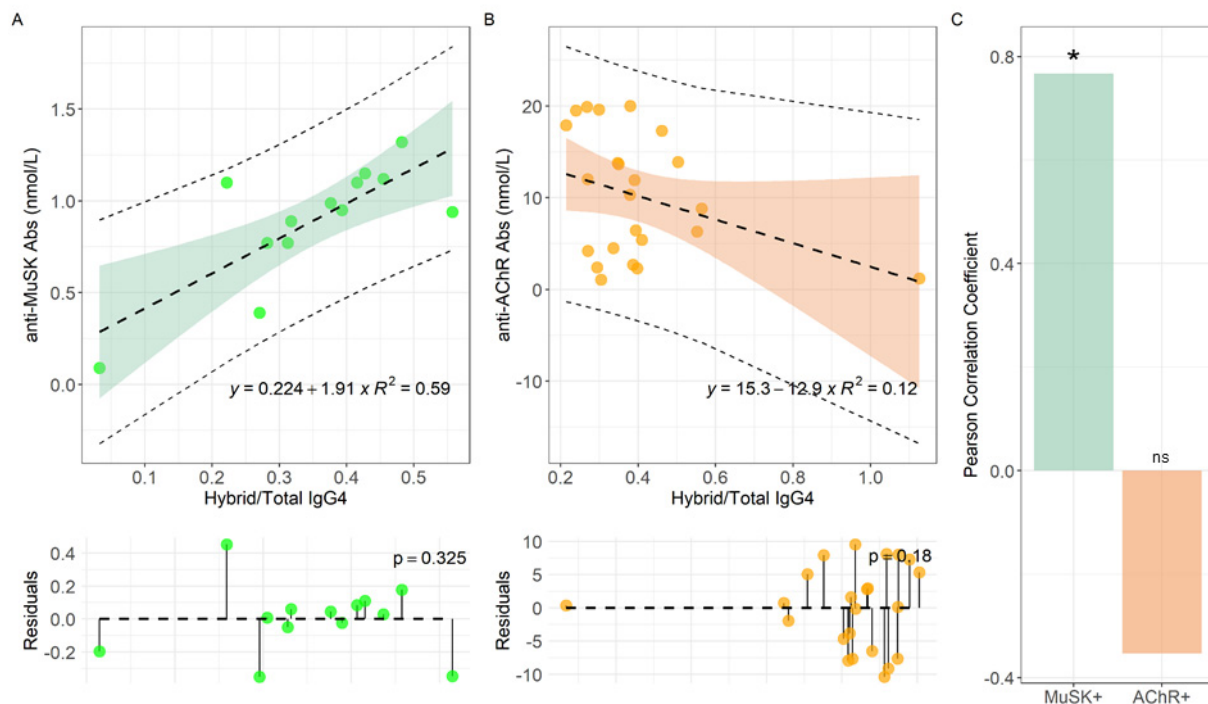 A
anti-MuSK Abs (nmol/L)
1.5
1.0
0.5
0.0
y = 0.224 + 1.91 x R² = 0.59
0.1 0.2 0.3 0.4 0.5
Hybrid/Total IgG4
Residuals
0.4
0.2
0.0
-0.2
p = 0.325
B
anti-AChR Abs (nmol/L)
20
10
0
-10
y = 15.3 − 12.9 x R² = 0.12
0.2 0.4 0.6 0.8 1.0
Hybrid/Total IgG4
Residuals
10
5
0
-5
-10
p = 0.18
C
Pearson Correlation Coefficient
0.8
0.4
0.0
-0.4
*
ns
MuSK+ AChR+